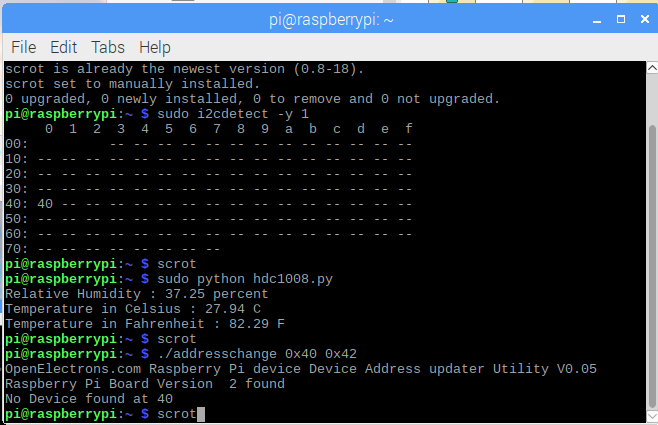 pi@raspberrypi: ~
File Edit Tabs Help
scrot is already the newest version (0.8-18).
scrot set to manually installed.
0 upgraded, 0 newly installed, 0 to remove and 0 not upgraded.
pi@raspberrypi:~ $ sudo i2cdetect -y 1
     0  1  2  3  4  5  6  7  8  9  a  b  c  d  e  f
00:          -- -- -- -- -- -- -- -- -- -- -- -- --
10: -- -- -- -- -- -- -- -- -- -- -- -- -- -- -- --
20: -- -- -- -- -- -- -- -- -- -- -- -- -- -- -- --
30: -- -- -- -- -- -- -- -- -- -- -- -- -- -- -- --
40: 40 -- -- -- -- -- -- -- -- -- -- -- -- -- -- --
50: -- -- -- -- -- -- -- -- -- -- -- -- -- -- -- --
60: -- -- -- -- -- -- -- -- -- -- -- -- -- -- -- --
70: -- -- -- -- -- -- -- --
pi@raspberrypi:~ $ scrot
pi@raspberrypi:~ $ sudo python hdc1008.py
Relative Humidity : 37.25 percent
Temperature in Celsius : 27.94 C
Temperature in Fahrenheit : 82.29 F
pi@raspberrypi:~ $ scrot
pi@raspberrypi:~ $ ./addresschange 0x40 0x42
OpenElectrons.com Raspberry Pi device Device Address updater Utility V0.05
Raspberry Pi Board Version  2 found
No Device found at 40
pi@raspberrypi:~ $ scrot